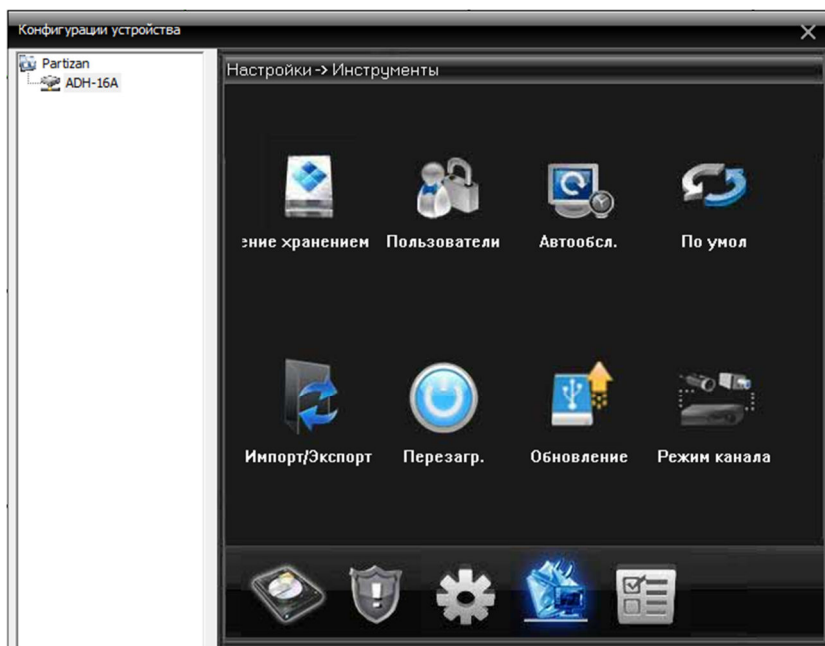 Конфигурации устройства
Partizan
ADH-16A
Настройки -> Инструменты
ение хранением Пользователи Автообсл. По умол
Импорт/Экспорт Перезагр. Обновление Режим канала